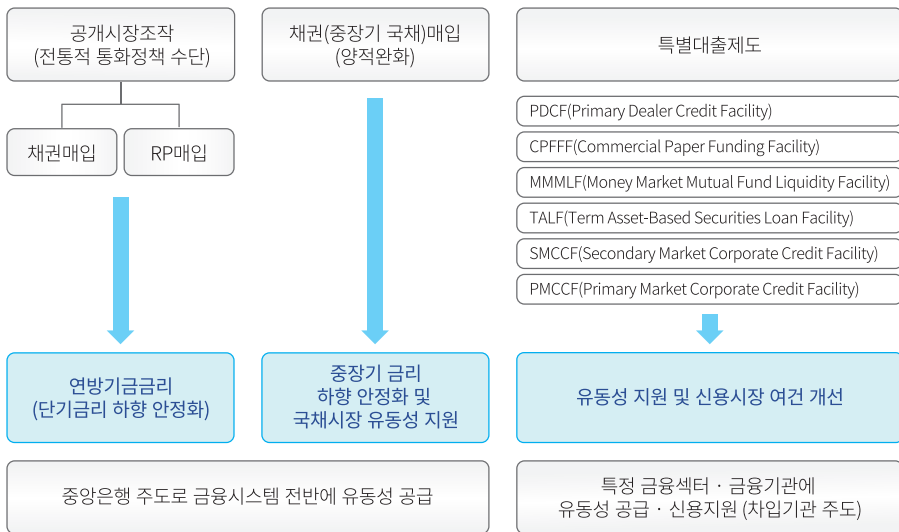 공개시장조작
(전통적 통화정책 수단)
채권매입
RP매입
연방기금금리
(단기금리 하향 안정화)
채권(중장기 국채)매입
(양적완화)
중장기 금리
하향 안정화 및
국채시장 유동성 지원
중앙은행 주도로 금융시스템 전반에 유동성 공급
특별대출제도
PDCF(Primary Dealer Credit Facility)
CPFFF(Commercial Paper Funding Facility)
MMMLF(Money Market Mutual Fund Liquidity Facility)
TALF(Term Asset-Based Securities Loan Facility)
SMCCF(Secondary Market Corporate Credit Facility)
PMCCF(Primary Market Corporate Credit Facility)
유동성 지원 및 신용시장 여건 개선
특정 금융섹터 · 금융기관에
유동성 공급 · 신용지원 (차입기관 주도)